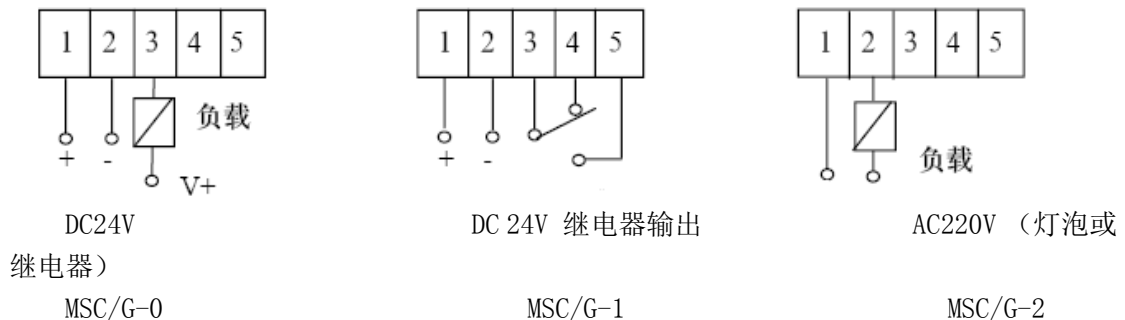 1 2 3 4 5
1 2 3 4 5
1 2 3 4 5
负载
+ -
V+
+ -
负载
DC24V
DC 24V 继电器输出
AC220V （灯泡或
继电器）
MSC/G-0
MSC/G-1
MSC/G-2